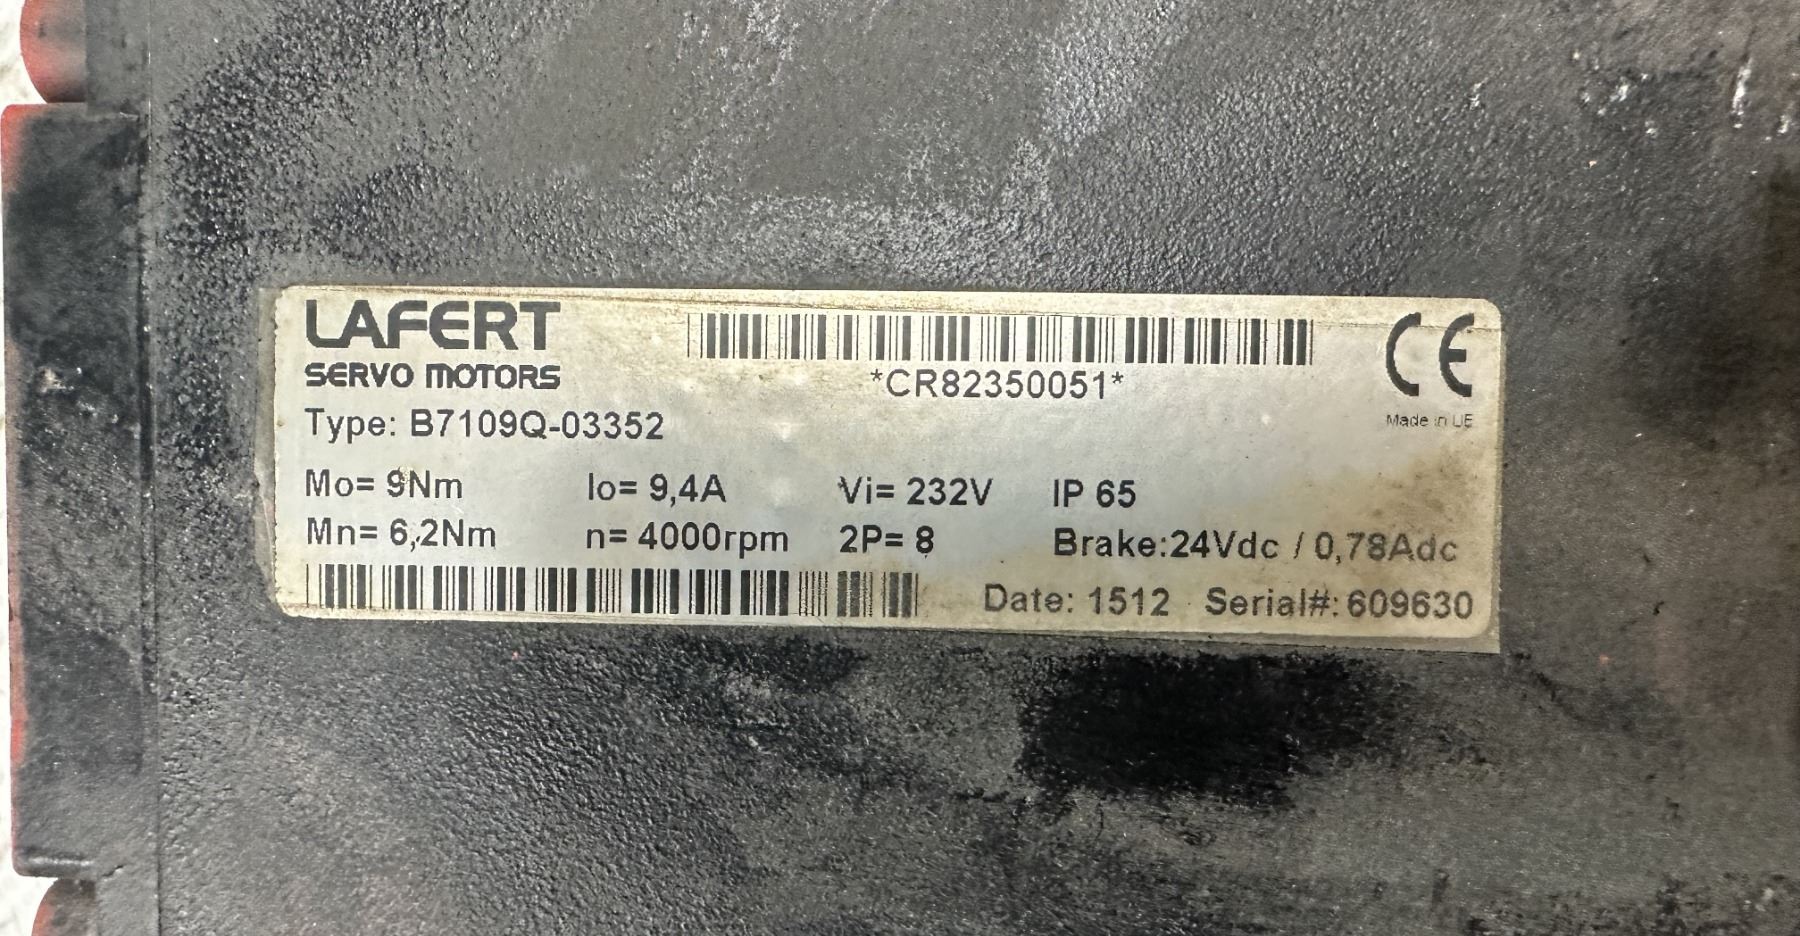 LAFERT
SERVO MOTORS
*CR82350051*
CE
Made in UE
Type: B7109Q-03352
Mo= 9Nm Io= 9,4A Vi= 232V IP 65
Mn= 6,2Nm n= 4000rpm 2P= 8 Brake:24Vdc / 0,78Adc
Date: 1512 Serial#: 609630